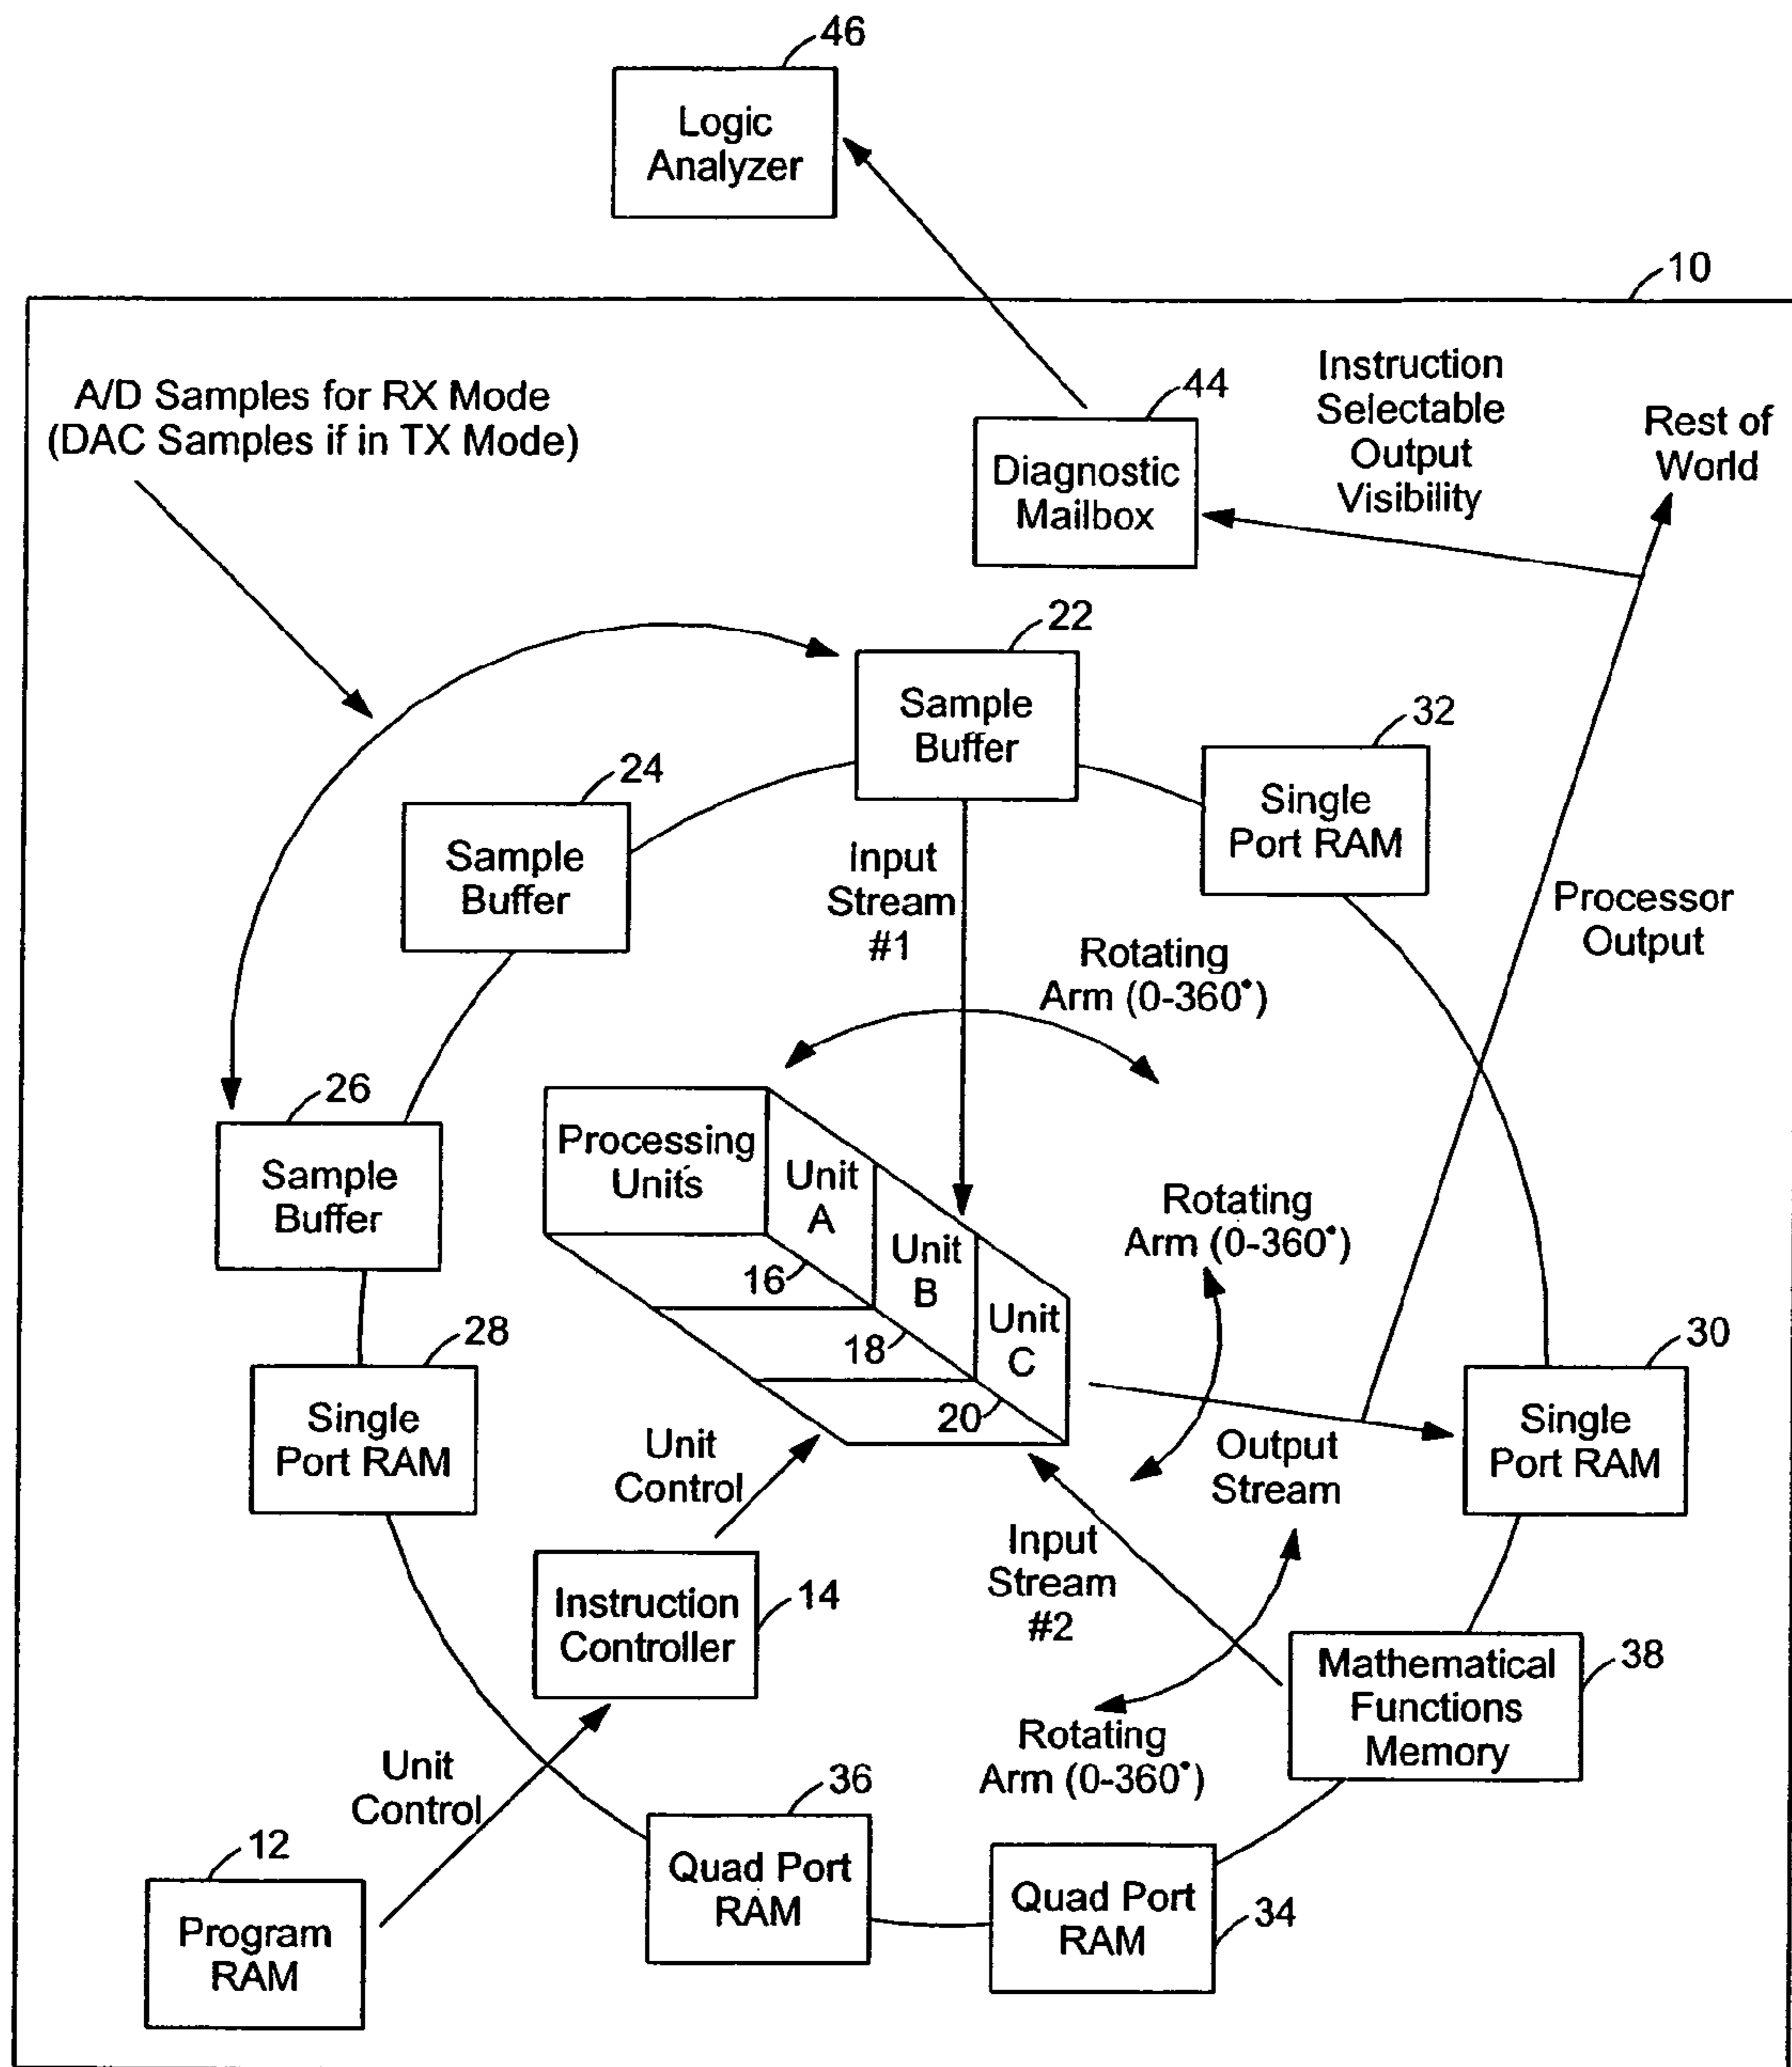 46
Logic
Analyzer
10
A/D Samples for RX Mode
(DAC Samples if in TX Mode)
44
Diagnostic
Mailbox
Instruction
Selectable
Output
Visibility
Rest of
World
22
Sample
Buffer
24
Sample
Buffer
32
Single
Port RAM
Input
Stream
#1
Processor
Output
Rotating
Arm (0-360°)
26
Sample
Buffer
Processing
Units
Unit
A
Unit
B
Unit
C
16
18
20
Rotating
Arm (0-360°)
28
Single
Port RAM
30
Single
Port RAM
Unit
Control
Output
Stream
Input
Stream
#2
Instruction
Controller
14
Mathematical
Functions
Memory
38
Rotating
Arm (0-360°)
Unit
Control
36
Quad Port
RAM
Quad Port
RAM
34
12
Program
RAM